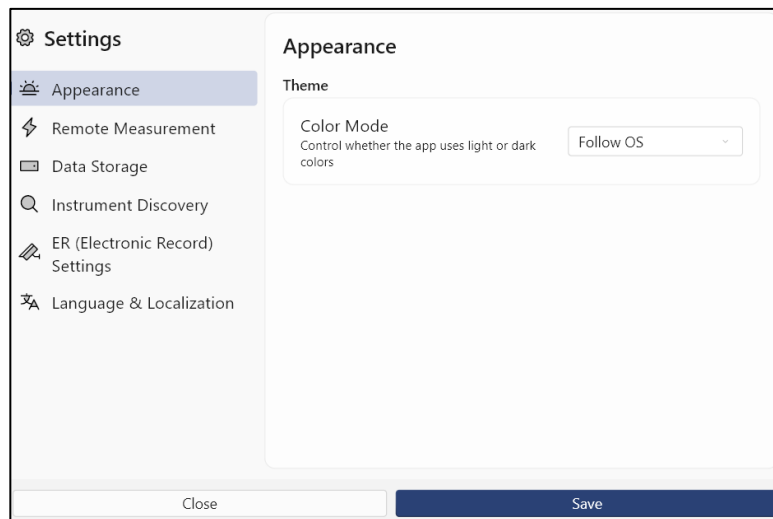 Settings
Appearance
Remote Measurement
Data Storage
Instrument Discovery
ER (Electronic Record)
Settings
Language & Localization
Appearance
Theme
Color Mode
Control whether the app uses light or dark
colors
Follow OS
Close
Save